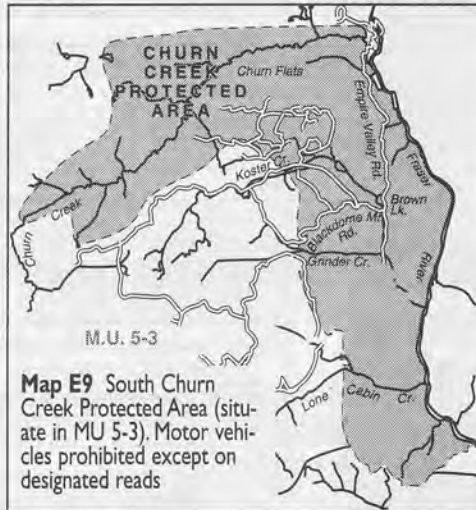 CHURN
CREEK
PROTECTED
AREA
Churn Flats
Empire Valley Rd.
Fraser
River
Koster Cr.
Brown
Lk.
Blackdome Mt.
Rd.
Grinder Cr.
Churn
Creek
M.U. 5-3
Lone Cabin Cr.
Map E9 South Churn
Creek Protected Area (situ-
ate in MU 5-3). Motor vehi-
cles prohibited except on
designated reads